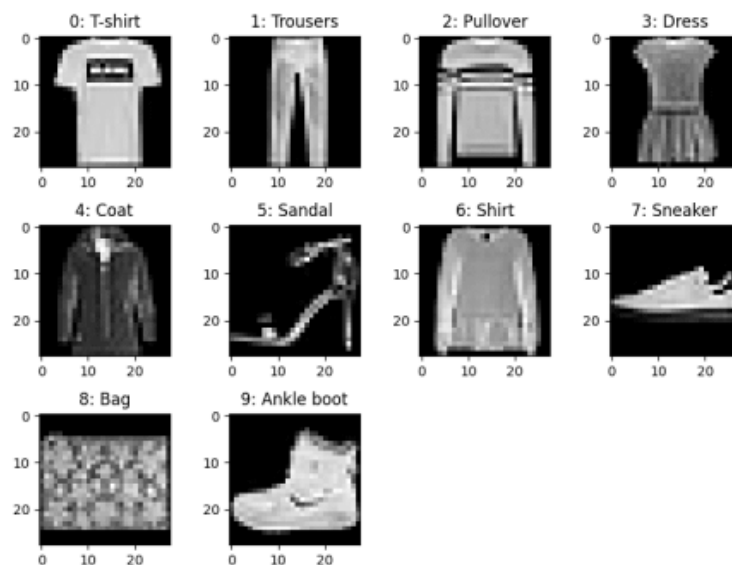 0: T-shirt
1: Trousers
2: Pullover
3: Dress
0
10
20
0
10
20
0
10
20
0
10
20
0 10 20
0 10 20
0 10 20
0 10 20
4: Coat
5: Sandal
6: Shirt
7: Sneaker
0
10
20
0
10
20
0
10
20
0
10
20
0 10 20
0 10 20
0 10 20
0 10 20
8: Bag
9: Ankle boot
0
10
20
0
10
20
0 10 20
0 10 20